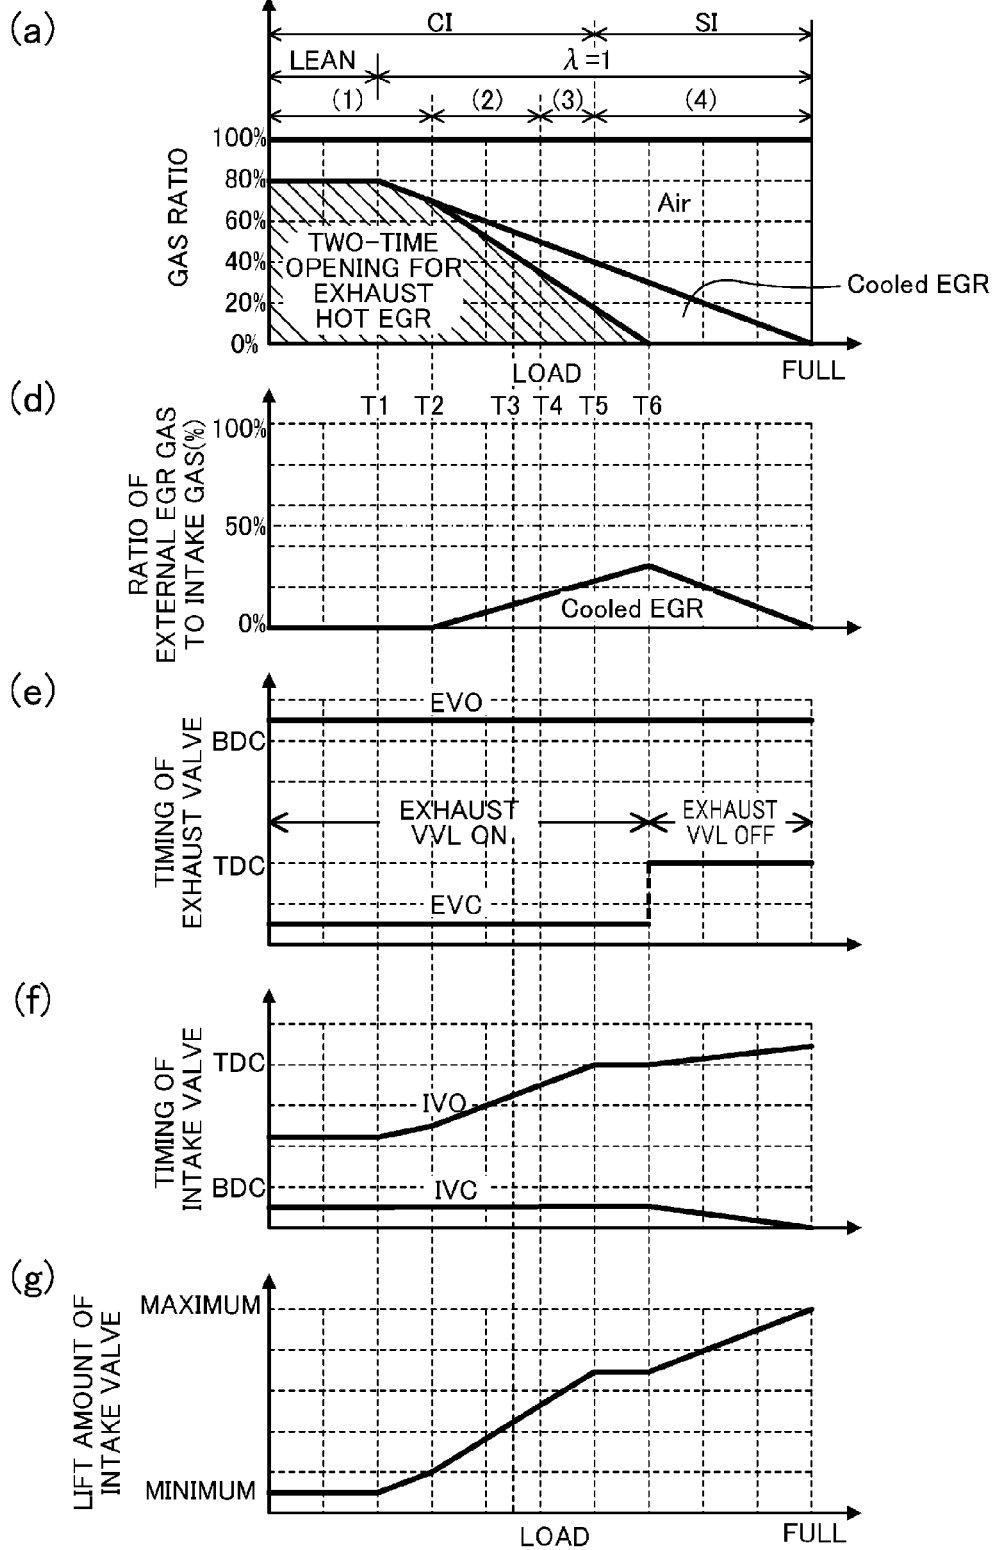 (a)
CI
SI
LEAN
λ=1
(1)
(2)
(3)
(4)
GAS RATIO
100%
80%
60%
40%
20%
0%
Air
TWO-TIME
OPENING FOR
EXHAUST
HOT EGR
Cooled EGR
LOAD
FULL
(d)
T1
T2
T3
T4
T5
T6
RATIO OF
EXTERNAL EGR GAS
TO INTAKE GAS(%)
100%
50%
0%
Cooled EGR
(e)
TIMING OF
EXHAUST VALVE
EVO
BDC
EXHAUST
VVL ON
EXHAUST
VVL OFF
TDC
EVC
(f)
TIMING OF
INTAKE VALVE
TDC
IVO
BDC
IVC
(g)
LIFT AMOUNT OF
INTAKE VALVE
MAXIMUM
MINIMUM
LOAD
FULL